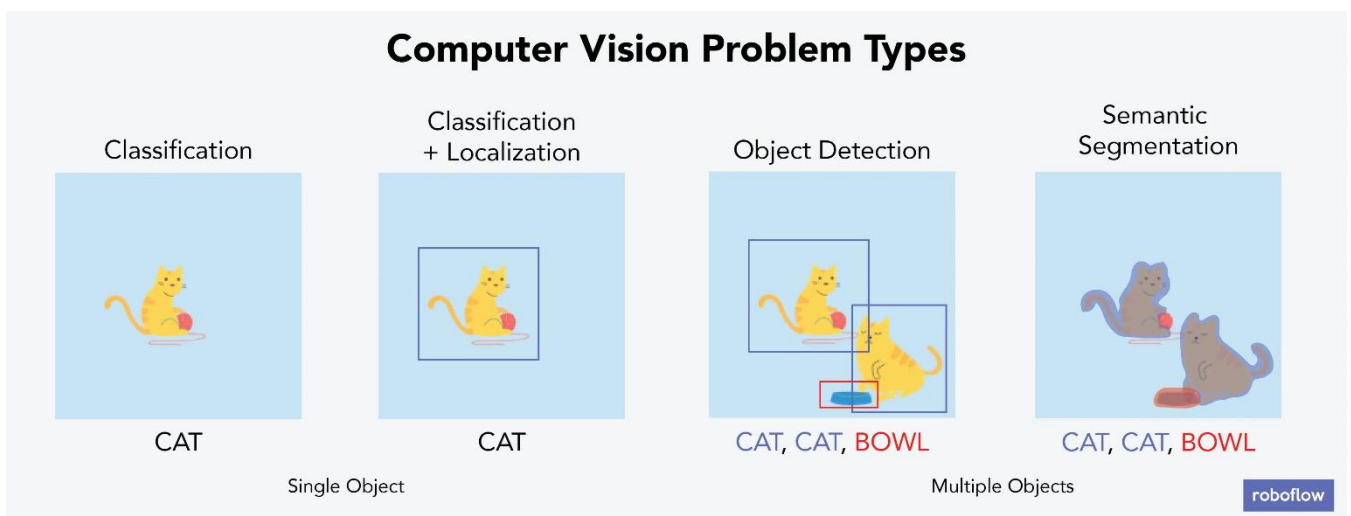 Computer Vision Problem Types
Classification
Classification
+ Localization
Object Detection
Semantic
Segmentation
CAT
CAT
CAT, CAT, BOWL
CAT, CAT, BOWL
Single Object
Multiple Objects
roboflow